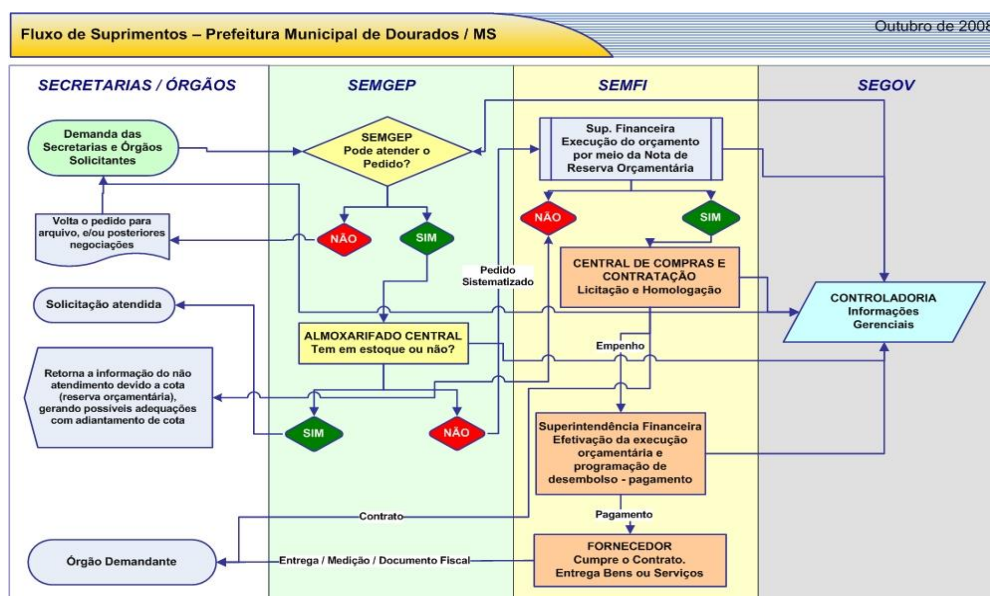 Fluxo de Suprimentos – Prefeitura Municipal de Dourados / MS
Outubro de 2008
SECRETARIAS / ÓRGÃOS
SEMGEP
SEMFI
SEGOV
Demanda das
Secretarias e Órgãos
Solicitantes
SEMGEP
Pode atender o
Pedido?
Sup. Financeira
Execução do orçamento
por meio da Nota de
Reserva Orçamentária
Volta o pedido para
arquivo, e/ou posteriores
negociações
NÃO
SIM
NÃO
SIM
Pedido
Sistematizado
CENTRAL DE COMPRAS E
CONTRATAÇÃO
Licitação e Homologação
Solicitação atendida
CONTROLADORIA
Informações
Gerenciais
ALMOXARIFADO CENTRAL
Tem em estoque ou não?
Empenho
Retorna a informação do não
atendimento devido a cota
(reserva orçamentária),
gerando possíveis adequações
com adiantamento de cota
SIM
NÃO
Superintendência Financeira
Efetivação da execução
orçamentária e
programação de
desembolso - pagamento
Contrato
Pagamento
Órgão Demandante
Entrega / Medição / Documento Fiscal
FORNECEDOR
Cumpre o Contrato.
Entrega Bens ou Serviços